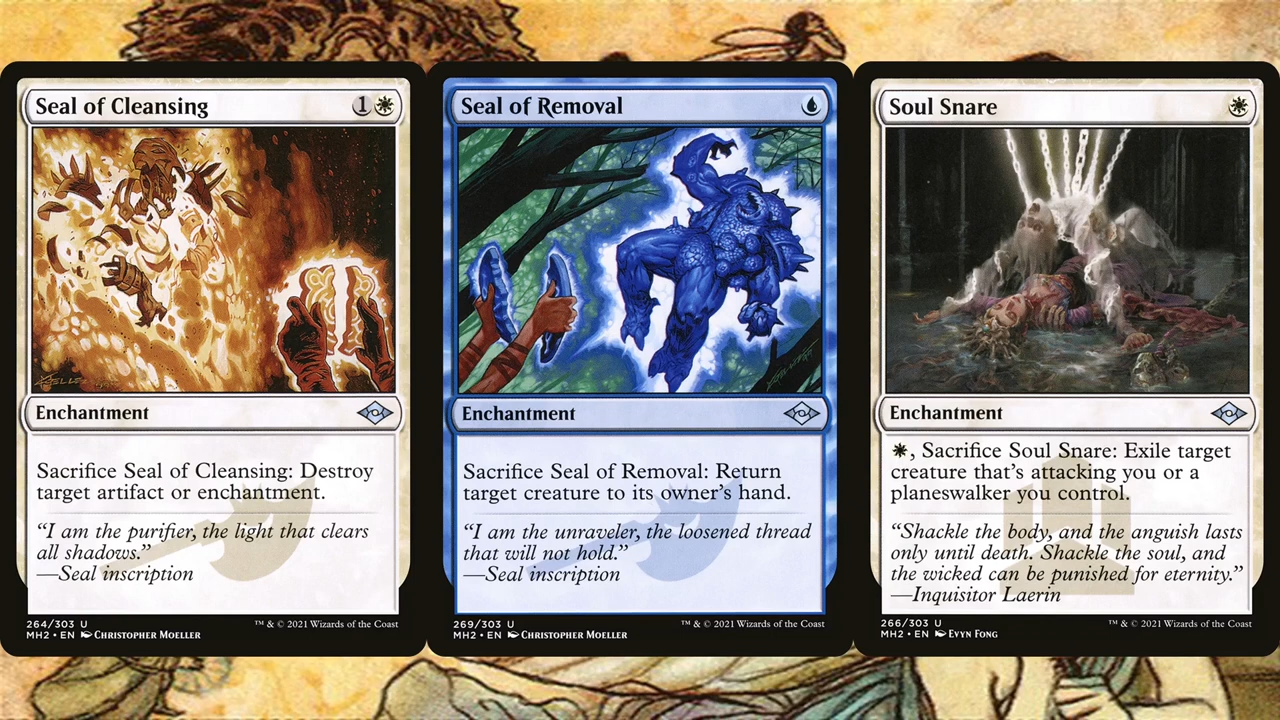 Seal of Cleansing
1
Enchantment
Sacrifice Seal of Cleansing: Destroy
target artifact or enchantment.
“I am the purifier, the light that clears
all shadows.”
—Seal inscription
264/303 U
MH2 • EN Christopher Moeller
™ & © 2021 Wizards of the Coast
Seal of Removal
Enchantment
Sacrifice Seal of Removal: Return
target creature to its owner’s hand.
“I am the unraveler, the loosened thread
that will not hold.”
—Seal inscription
269/303 U
MH2 • EN Christopher Moeller
™ & © 2021 Wizards of the Coast
Soul Snare
Enchantment
, Sacrifice Soul Snare: Exile target
creature that’s attacking you or a
planeswalker you control.
“Shackle the body, and the anguish lasts
only until death. Shackle the soul, and
the wicked can be punished for eternity.”
—Inquisitor Laerin
266/303 U
MH2 • EN Evyn Fong
™ & © 2021 Wizards of the Coast